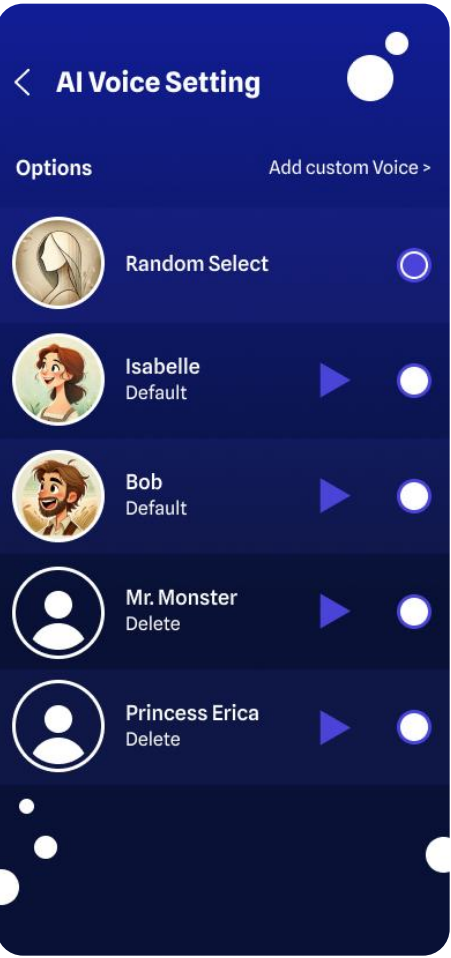 AI Voice Setting
Options
Add custom Voice >
Random Select
Isabelle
Default
Bob
Default
Mr. Monster
Delete
Princess Erica
Delete